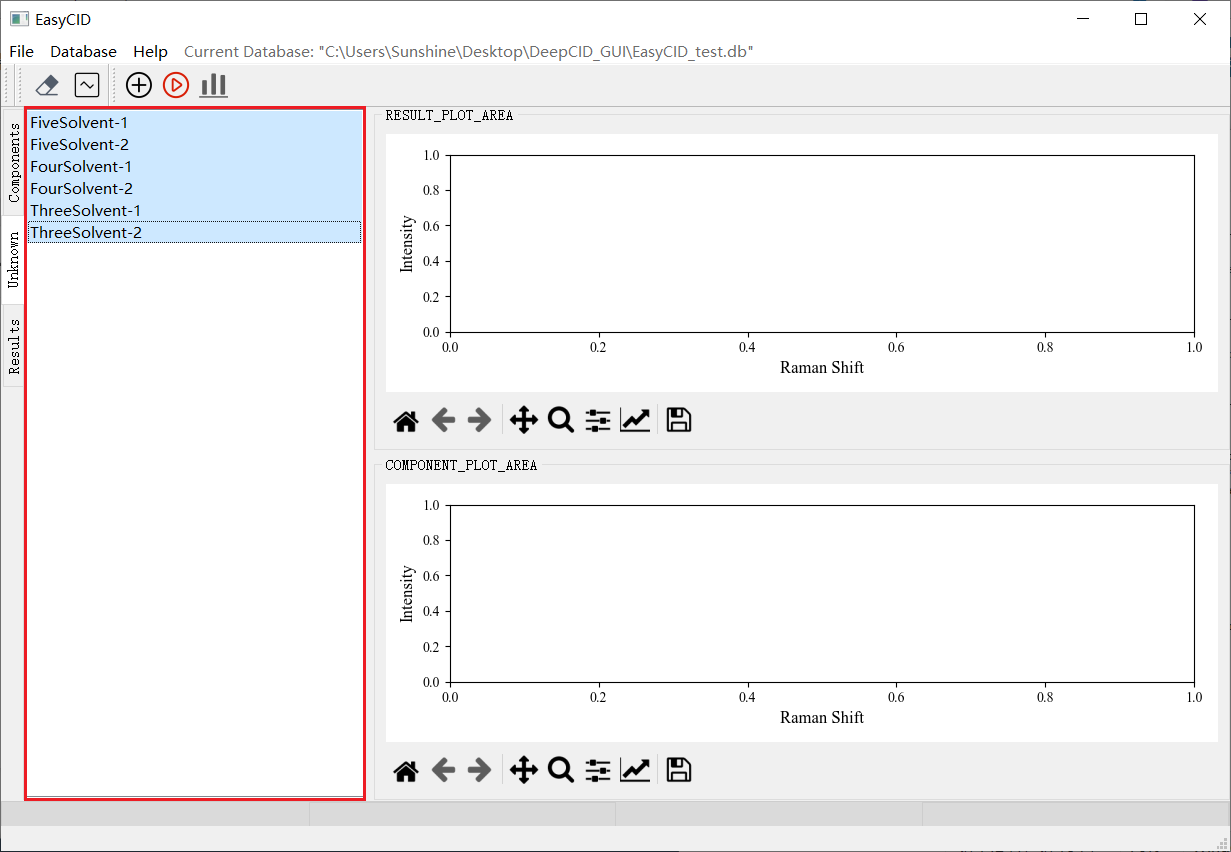 EasyCID
File Database Help Current Database: "C:\Users\Sunshine\Desktop\DeepCID_GUI\EasyCID_test.db"
Components
Unknown
Results
FiveSolvent-1
FiveSolvent-2
FourSolvent-1
FourSolvent-2
ThreeSolvent-1
ThreeSolvent-2
RESULT_PLOT_AREA
1.0
0.8
0.6
0.4
0.2
0.0
Intensity
0.0 0.2 0.4 0.6 0.8 1.0
Raman Shift
COMPONENT_PLOT_AREA
1.0
0.8
0.6
0.4
0.2
0.0
Intensity
0.0 0.2 0.4 0.6 0.8 1.0
Raman Shift